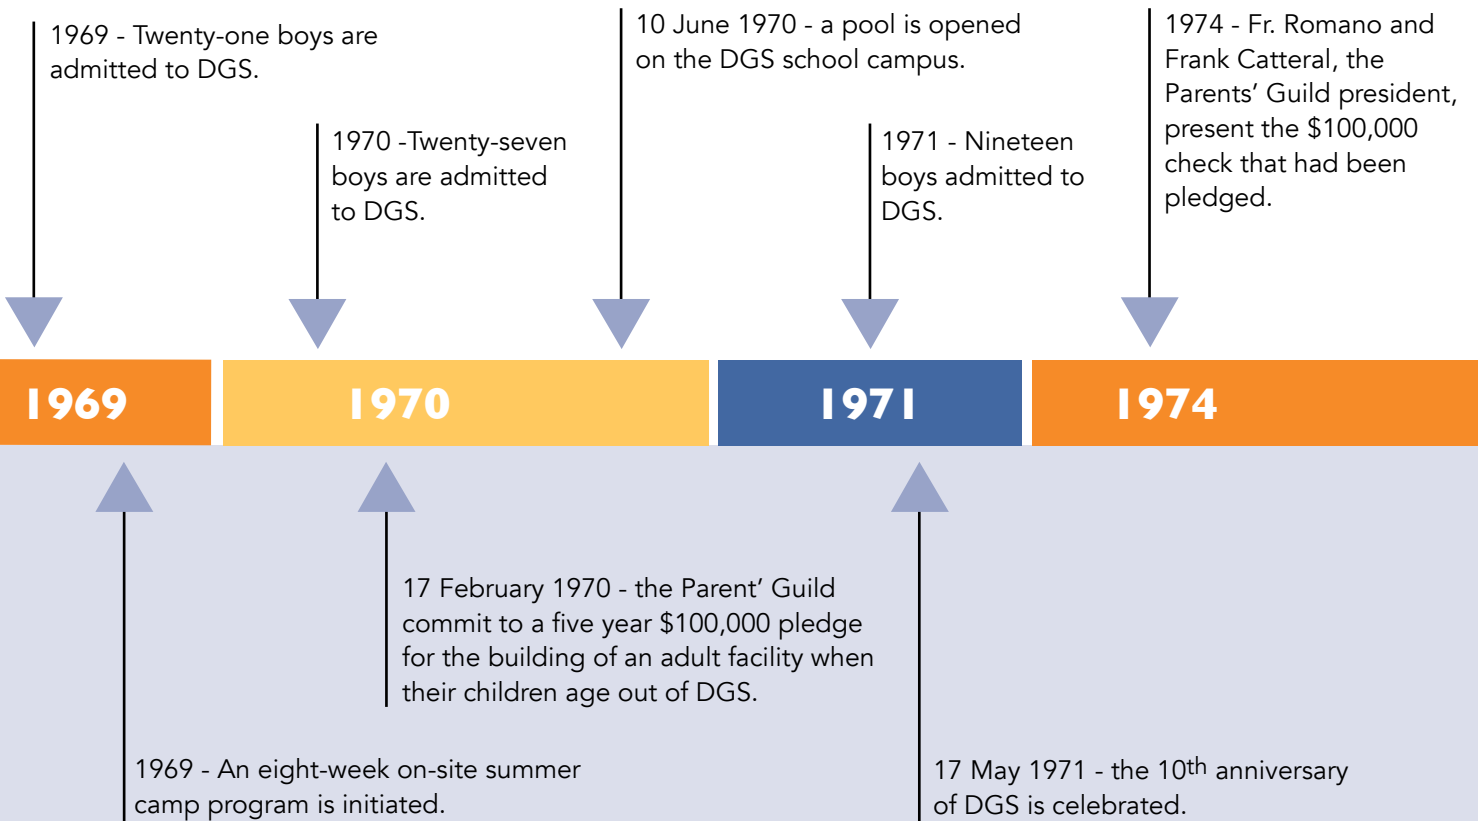 1969 - Twenty-one boys are
admitted to DGS.
1970 -Twenty-seven
boys are admitted
to DGS.
10 June 1970 - a pool is opened
on the DGS school campus.
1971 - Nineteen
boys admitted to
DGS.
1974 - Fr. Romano and
Frank Catteral, the
Parents’ Guild president,
present the $100,000
check that had been
pledged.
1969
1970
1971
1974
17 February 1970 - the Parent’ Guild
commit to a five year $100,000 pledge
for the building of an adult facility when
their children age out of DGS.
1969 - An eight-week on-site summer
camp program is initiated.
17 May 1971 - the 10th anniversary
of DGS is celebrated.